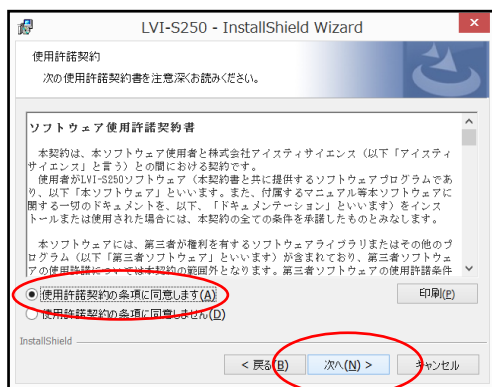 LVI-S250 - InstallShield Wizard
使用許諾契約
次の使用許諾契約書を注意深くお読みください。
ソフトウェア使用許諾契約書
本契約は、本ソフトウェア使用者と株式会社アイスティサイエンス（以下「アイスティ
サイエンス」と言う）との間における契約です。
使用者がLVI-S250ソフトウェア（本契約書と共に提供するソフトウェアプログラムであ
り、以下「本ソフトウェア」といいます。また、付属するマニュアル等本ソフトウェアに
関する一切のドキュメントを、以下、「ドキュメンテーション」といいます）をインス
トールまたは使用された場合には、本契約の全ての条件を承諾したものとみなします。
本ソフトウェアには、第三者が権利を有するソフトウェアライブラリまたはその他のプ
ログラム（以下「第三者ソフトウェア」といいます）が含まれており、第三者ソフトウェ
アの使用許諾については本契約の範囲外となります。第三者ソフトウェアの使用許諾条件
使用許諾契約の条項に同意します(A)
印刷(P)
使用許諾契約の条項に同意しません(D)
InstallShield
< 戻る(B)
次へ(N) >
キャンセル